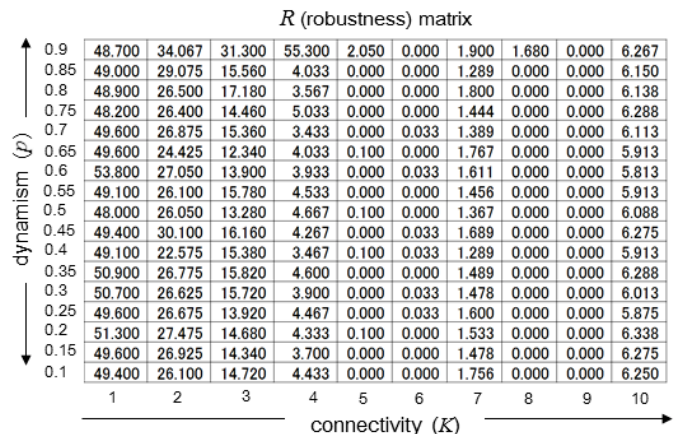 R (robustness) matrix
0.9 48.700 34.067 31.300 55.300 2.050 0.000 1.900 1.680 0.000 6.267
0.85 49.000 29.075 15.560 4.033 0.000 0.000 1.289 0.000 0.000 6.150
0.8 48.900 26.500 17.180 3.567 0.000 0.000 1.800 0.000 0.000 6.138
0.75 48.200 26.400 14.460 5.033 0.000 0.000 1.444 0.000 0.000 6.288
0.7 49.600 26.875 15.360 3.433 0.000 0.033 1.389 0.000 0.000 6.113
0.65 49.600 24.425 12.340 4.033 0.100 0.000 1.767 0.000 0.000 5.913
0.6 53.800 27.050 13.900 3.933 0.000 0.033 1.611 0.000 0.000 5.813
0.55 49.100 26.100 15.780 4.533 0.000 0.000 1.456 0.000 0.000 5.913
0.5 48.000 26.050 13.280 4.667 0.100 0.000 1.367 0.000 0.000 6.088
0.45 49.400 30.100 16.160 4.267 0.000 0.033 1.689 0.000 0.000 6.275
0.4 49.100 22.575 15.380 3.467 0.100 0.000 1.289 0.000 0.000 5.913
0.35 50.900 26.775 15.820 4.600 0.000 0.000 1.489 0.000 0.000 6.288
0.3 50.700 26.625 15.720 3.900 0.000 0.033 1.478 0.000 0.000 6.013
0.25 49.600 26.675 13.920 4.467 0.000 0.033 1.600 0.000 0.000 5.875
0.2 51.300 27.475 14.680 4.333 0.100 0.000 1.533 0.000 0.000 6.338
0.15 49.600 26.925 14.340 3.700 0.000 0.000 1.478 0.000 0.000 6.275
0.1 49.400 26.100 14.720 4.433 0.000 0.000 1.756 0.000 0.000 6.250
1 2 3 4 5 6 7 8 9 10
connectivity (K)
dynamism (p)